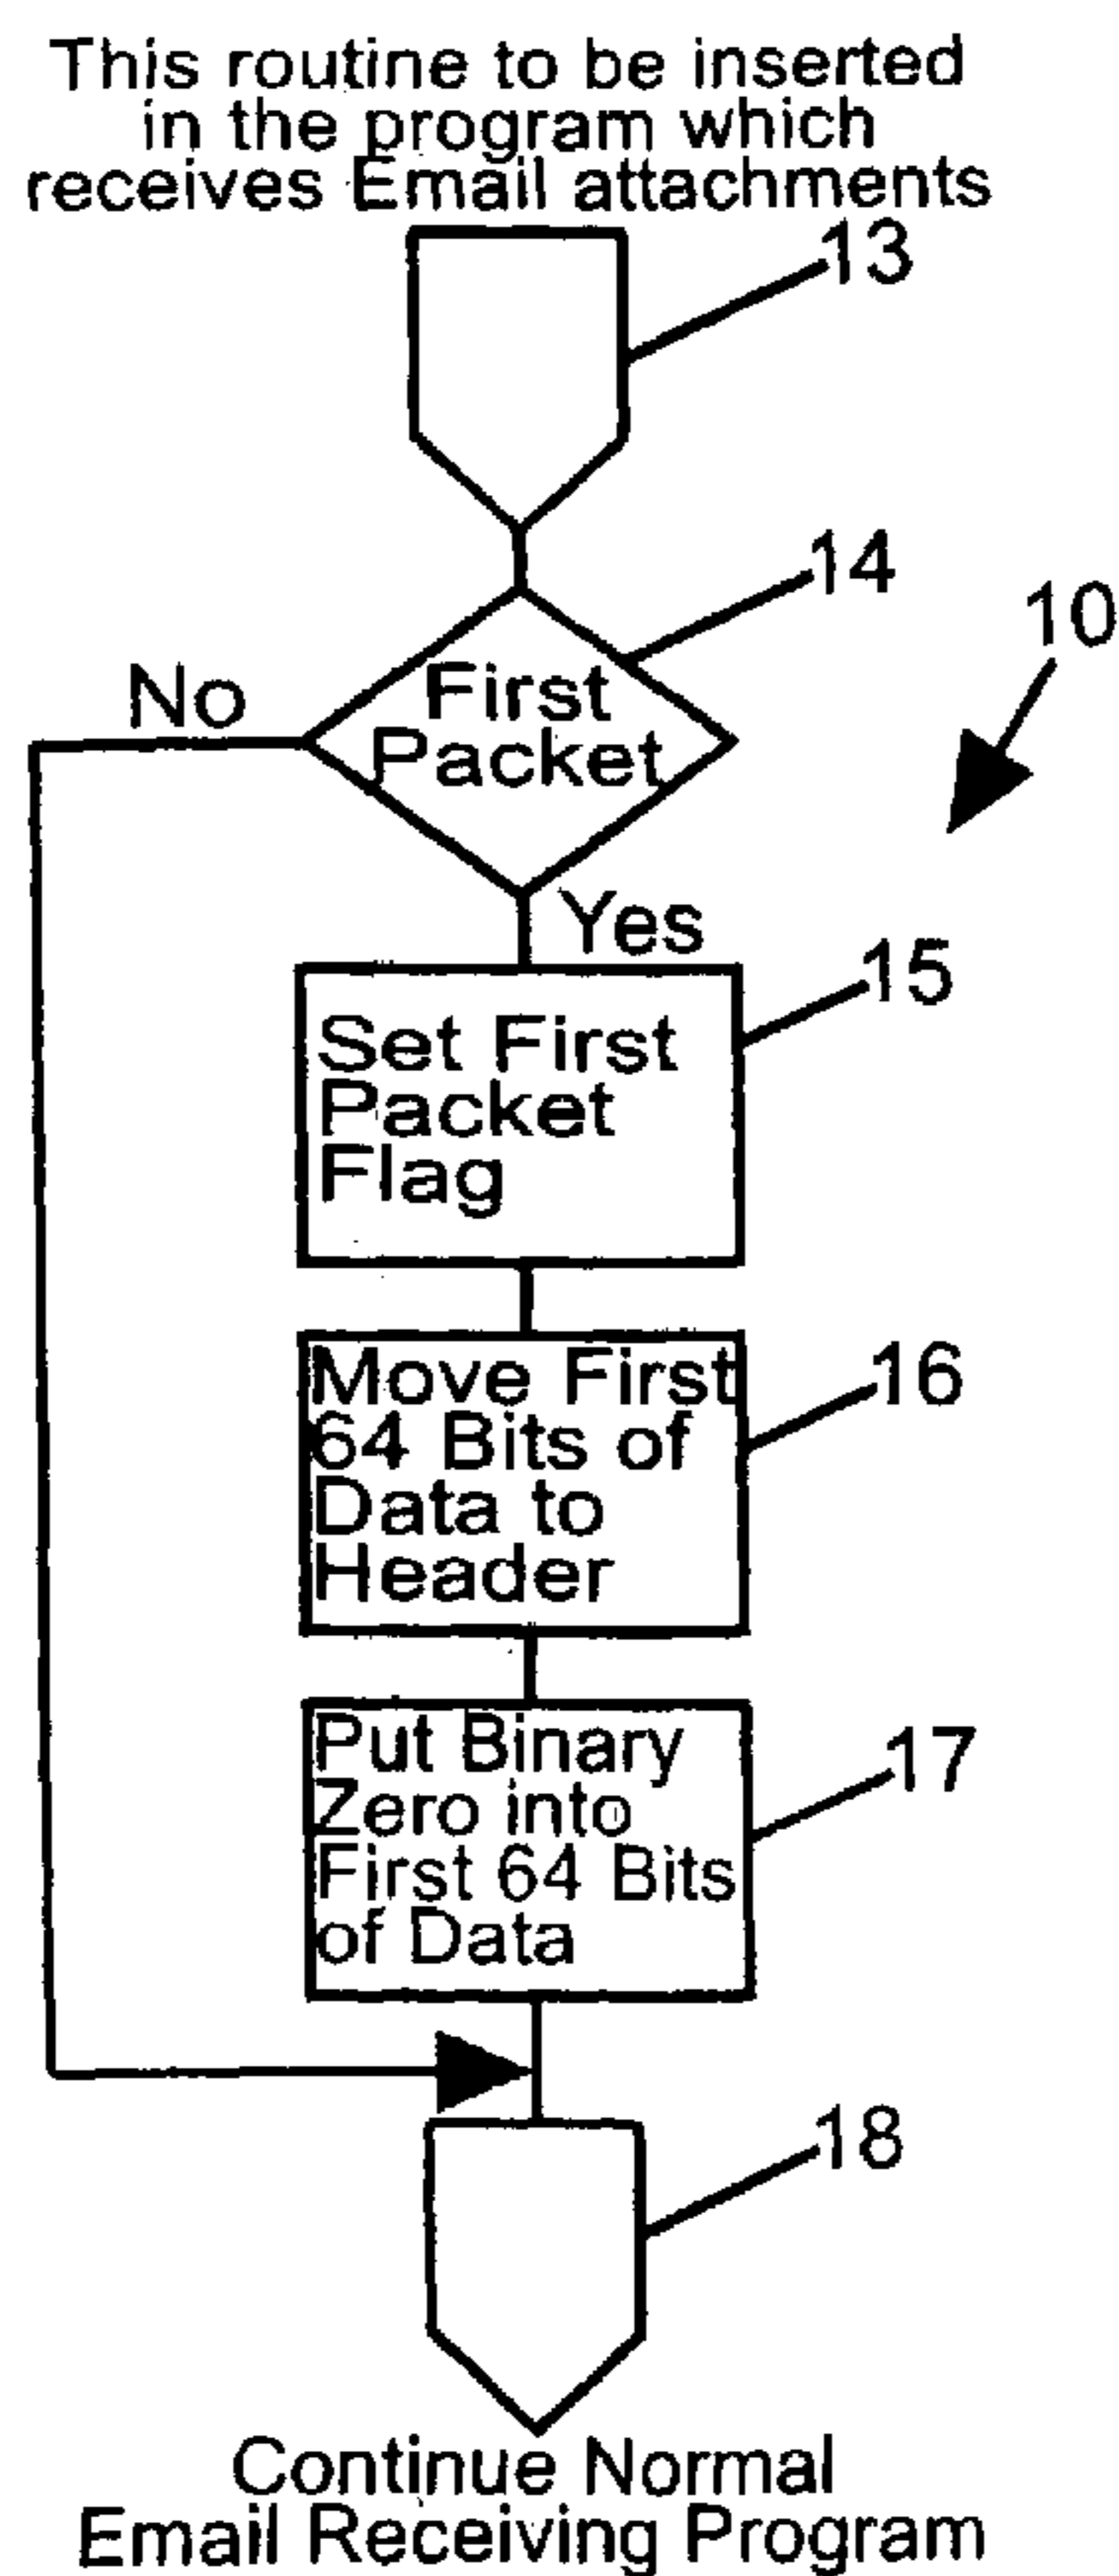 This routine to be inserted
in the program which
receives Email attachments
13
14
10
First
Packet
No
Yes
15
Set First
Packet
Flag
16
Move First
64 Bits of
Data to
Header
17
Put Binary
Zero into
First 64 Bits
of Data
18
Continue Normal
Email Receiving Program